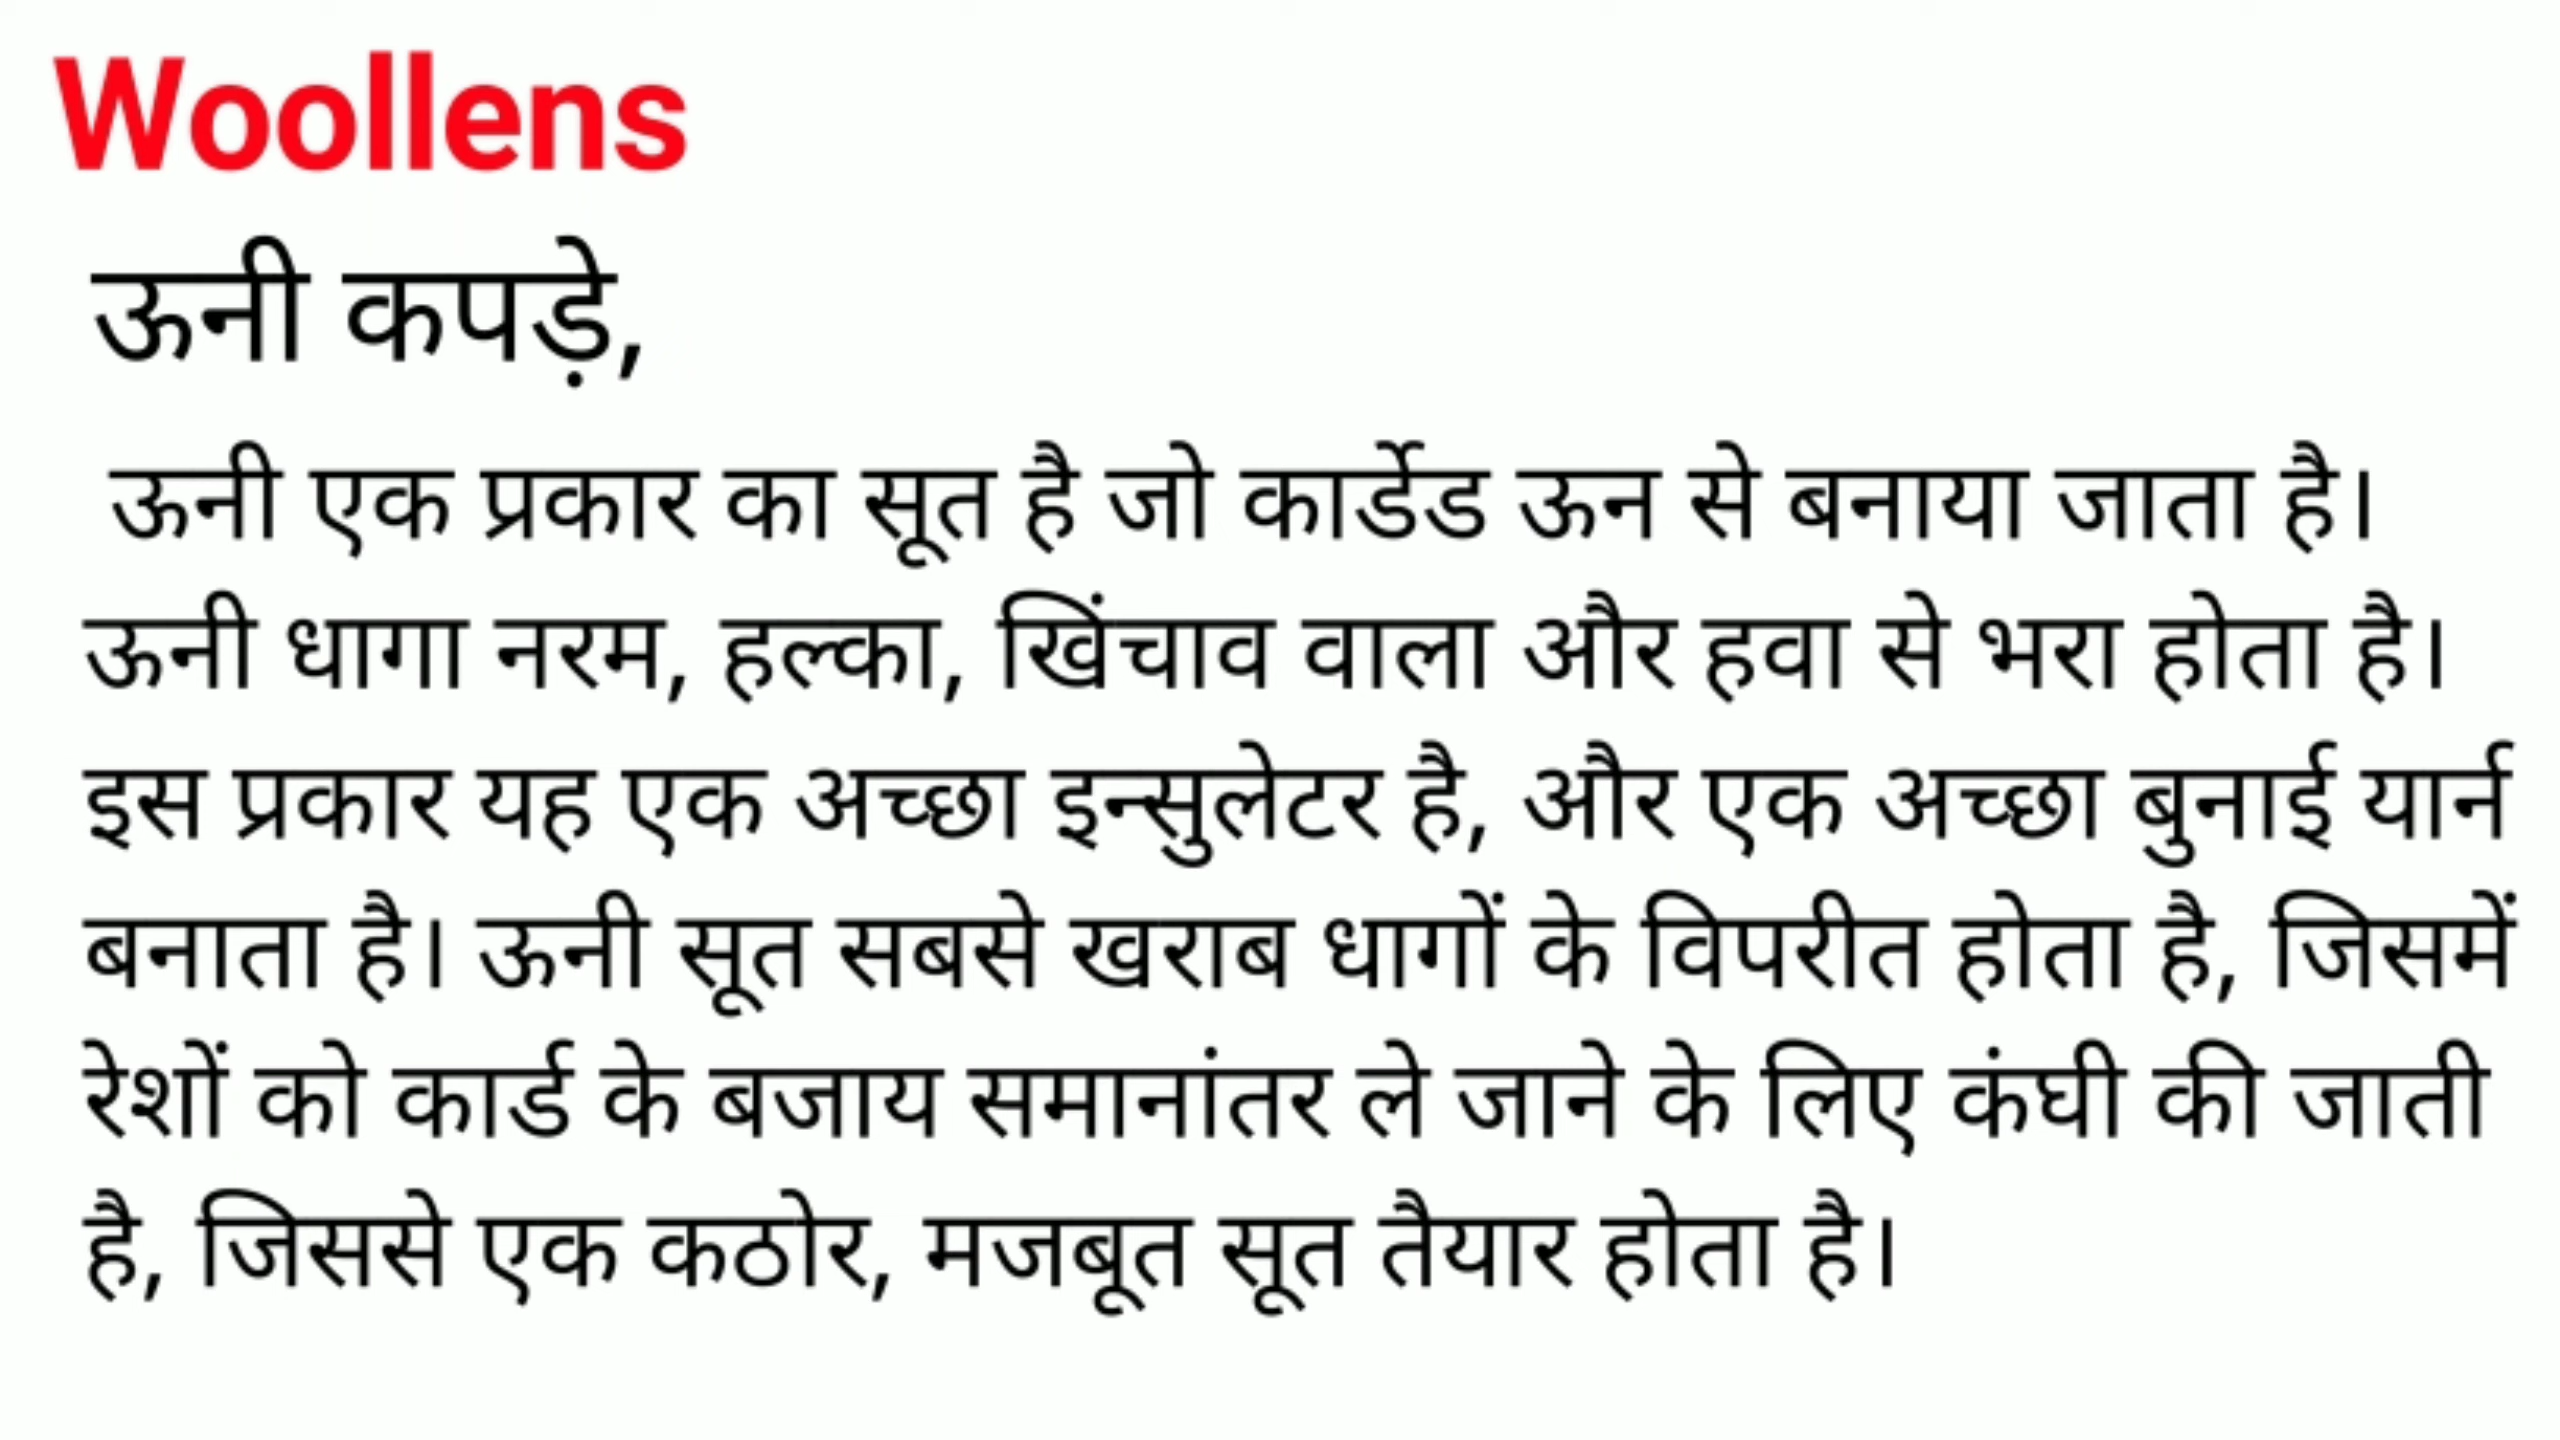 Woollens
ऊनी कपड़े,
ऊनी एक प्रकार का सूत है जो कार्डेड ऊन से बनाया जाता है।
ऊनी धागा नरम, हल्का, खिंचाव वाला और हवा से भरा होता है।
इस प्रकार यह एक अच्छा इन्सुलेटर है, और एक अच्छा बुनाई यार्न
बनाता है। ऊनी सूत सबसे खराब धागों के विपरीत होता है, जिसमें
रेशों को कार्ड के बजाय समानांतर ले जाने के लिए कंघी की जाती
है, जिससे एक कठोर, मजबूत सूत तैयार होता है।